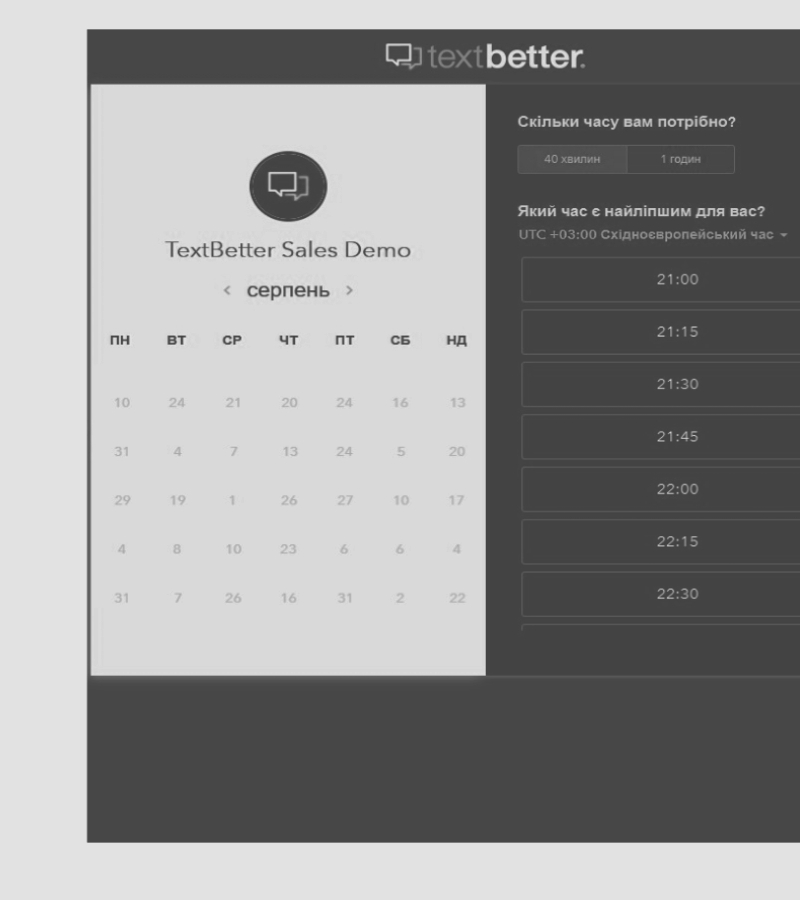 textbetter.
TextBetter Sales Demo
< серпень >
ПН ВТ СР ЧТ ПТ СБ НД
10 24 21 20 24 16 13
31 4 7 13 24 5 20
29 19 1 26 27 10 17
4 8 10 23 6 6 4
31 7 26 16 31 2 22
Скільки часу вам потрібно?
40 хвилин 1 годин
Який час є найліпшим для вас?
UTC +03:00 Східноєвропейський час
21:00
21:15
21:30
21:45
22:00
22:15
22:30